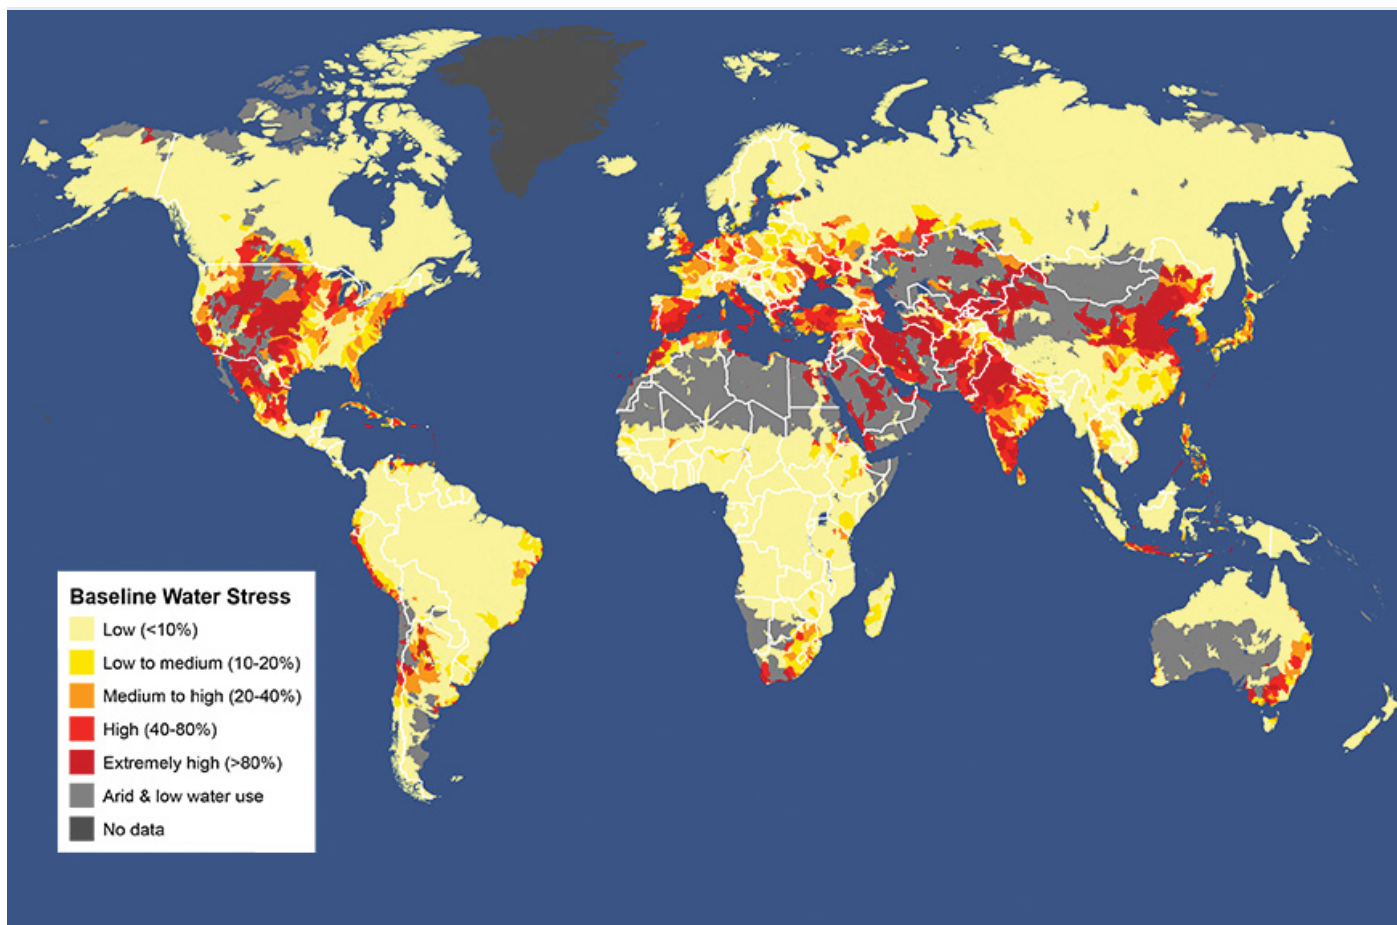 Baseline Water Stress
Low (<10%)
Low to medium (10-20%)
Medium to high (20-40%)
High (40-80%)
Extremely high (>80%)
Arid & low water use
No data